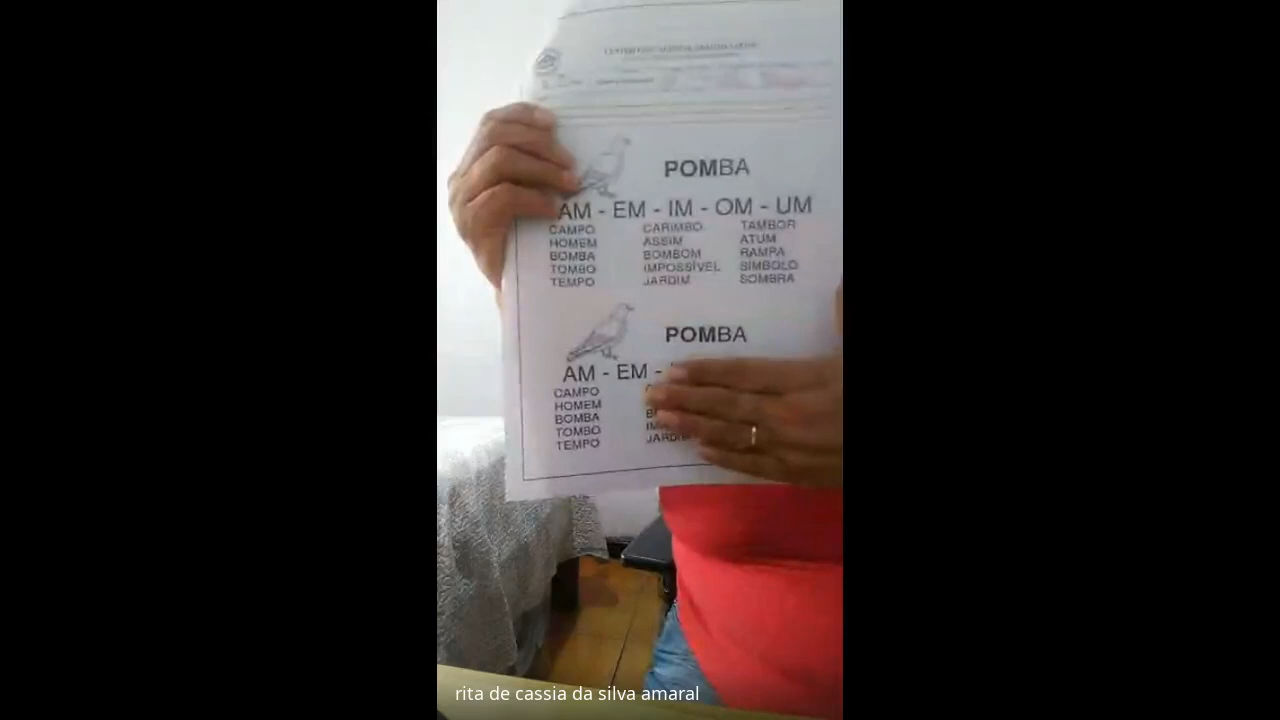 POMBA
AM - EM - IM - OM - UM
CAMPO CARIMBO TAMBOR
HOMEM ASSIM ATUM
BOMBA BOMBOM RAMPA
TOMBO IMPOSSÍVEL SÍMBOLO
TEMPO JARDIM SOMBRA
POMBA
AM - EM -
CAMPO
HOMEM
BOMBA
TOMBO
TEMPO
rita de cassia da silva amaral